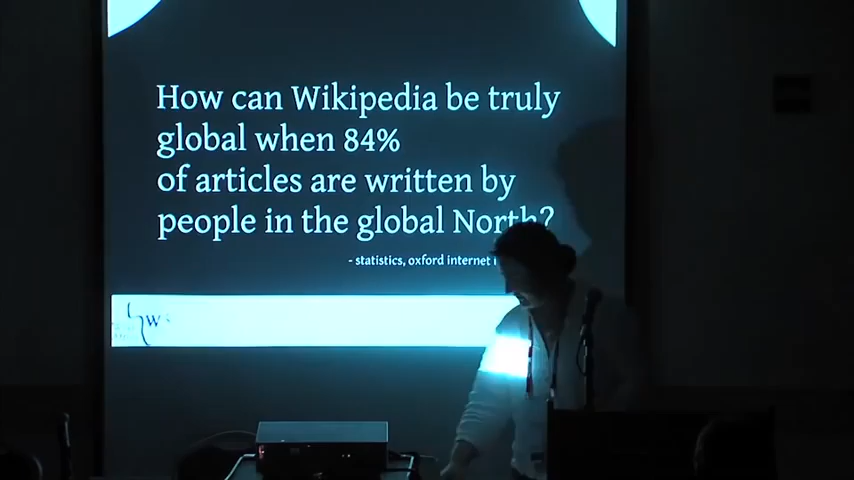 How can Wikipedia be truly
global when 84%
of articles are written by
people in the global North?
- statistics, oxford internet
w